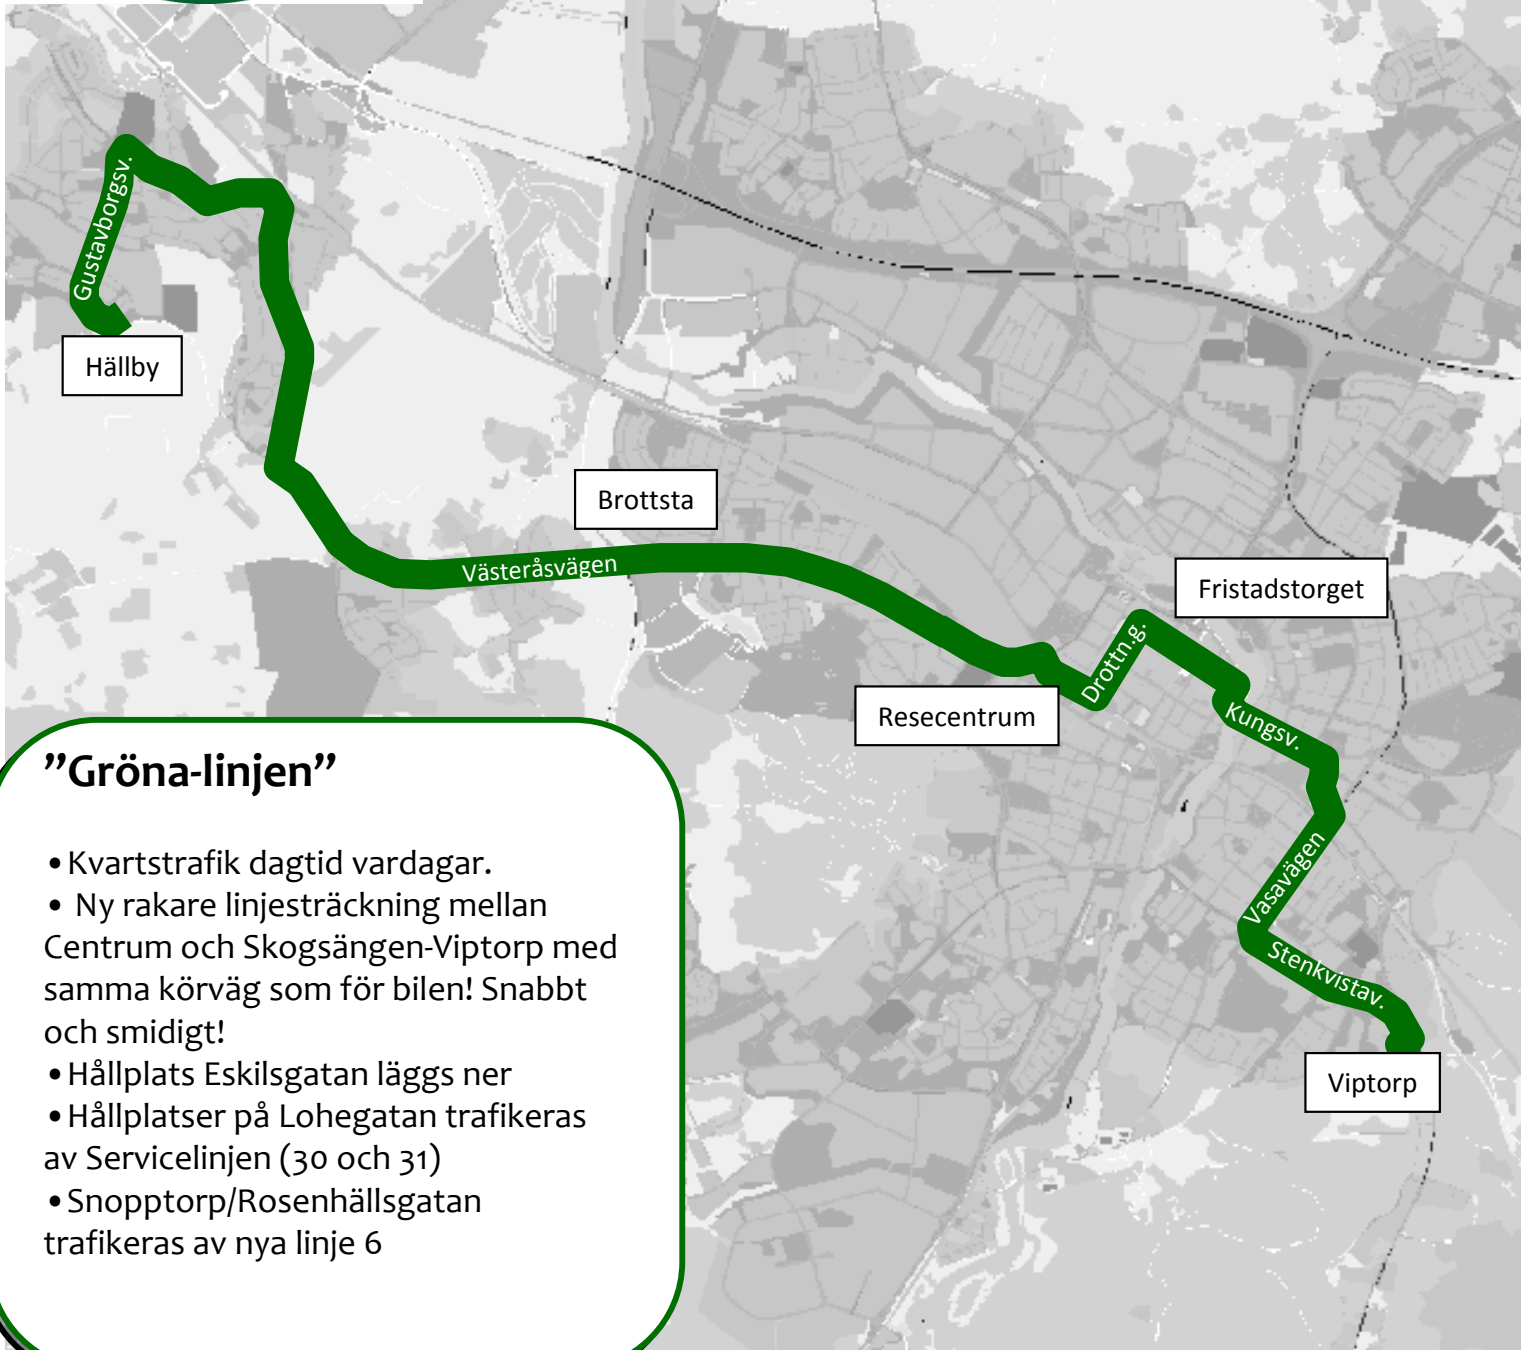 Gustavborgsv.
Hällby
Brottsta
Västeråsvägen
Fristadstorget
Drottn.g.
Resecentrum
Kungsv.
Vasavägen
Stenkvistav.
Viptorp
”Gröna-linjen”
•Kvartstrafik dagtid vardagar.
• Ny rakare linjesträckning mellan
Centrum och Skogsängen-Viptorp med
samma körväg som för bilen! Snabbt
och smidigt!
•Hållplats Eskilsgatan läggs ner
•Hållplatser på Lohegatan trafikeras
av Servicelinjen (30 och 31)
•Snopptorp/Rosenhällsgatan
trafikeras av nya linje 6